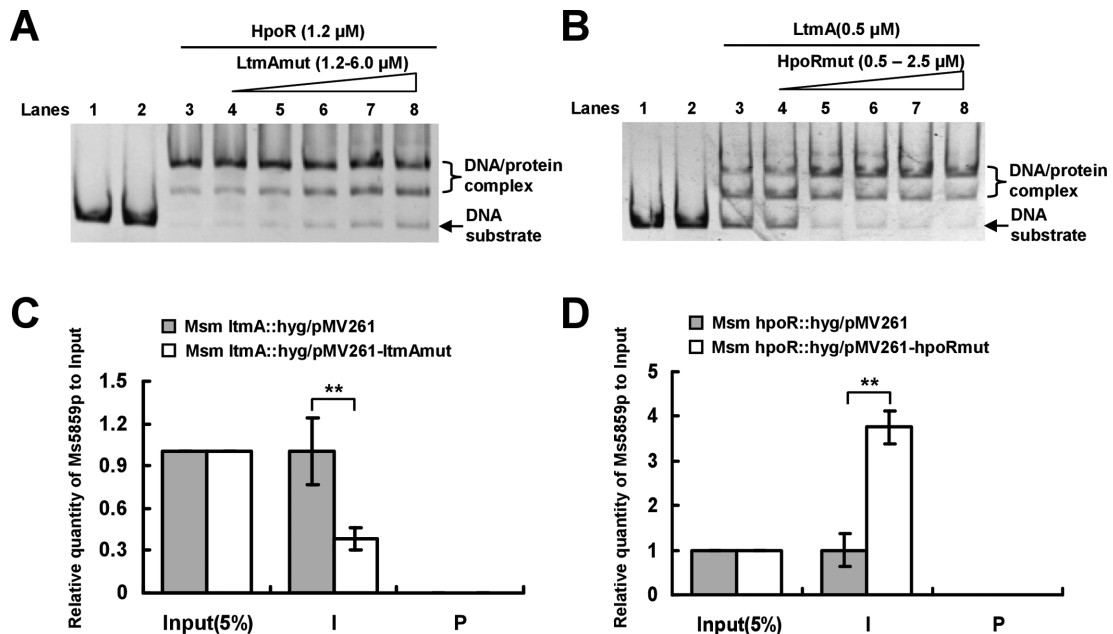 A
HpoR (1.2 µM)
LtmAmut (1.2-6.0 µM)
Lanes 1 2 3 4 5 6 7 8
DNA/protein
complex
DNA
substrate
B
LtmA(0.5 µM)
HpoRmut (0.5 – 2.5 µM)
Lanes 1 2 3 4 5 6 7 8
DNA/protein
complex
DNA
substrate
C
Msm ltmA::hyg/pMV261
Msm ltmA::hyg/pMV261-ltmAmut
Relative quantity of Ms5859p to Input
1.5
1.2
0.9
0.6
0.3
0
**
Input(5%) I P
D
Msm hpoR::hyg/pMV261
Msm hpoR::hyg/pMV261-hpoRmut
Relative quantity of Ms5859p to Input
5
4
3
2
1
0
**
Input(5%) I P